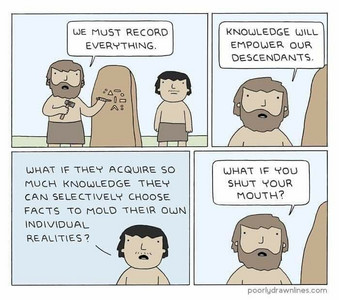 WE MUST RECORD
EVERYTHING.
KNOWLEDGE WILL
EMPOWER OUR
DESCENDANTS.
WHAT IF THEY ACQUIRE SO
MUCH KNOWLEDGE THEY
CAN SELECTIVELY CHOOSE
FACTS TO MOLD THEIR OWN
INDIVIDUAL
REALITIES?
WHAT IF YOU
SHUT YOUR
MOUTH?
poorlydrawnlines.com